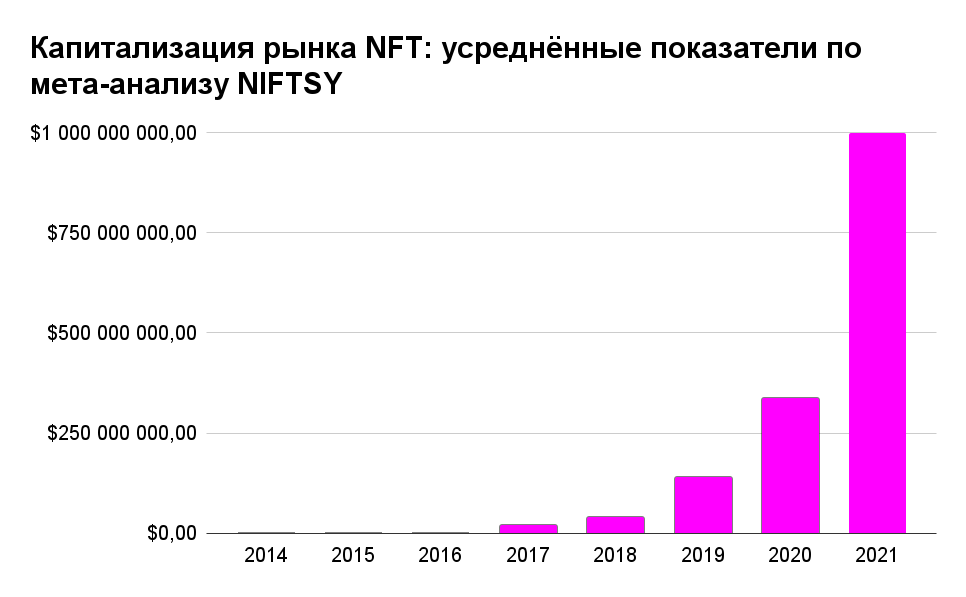 Капитализация рынка NFT: усреднённые показатели по
мета-анализу NIFTSY
$1 000 000 000,00
$750 000 000,00
$500 000 000,00
$250 000 000,00
$0,00
2014 2015 2016 2017 2018 2019 2020 2021